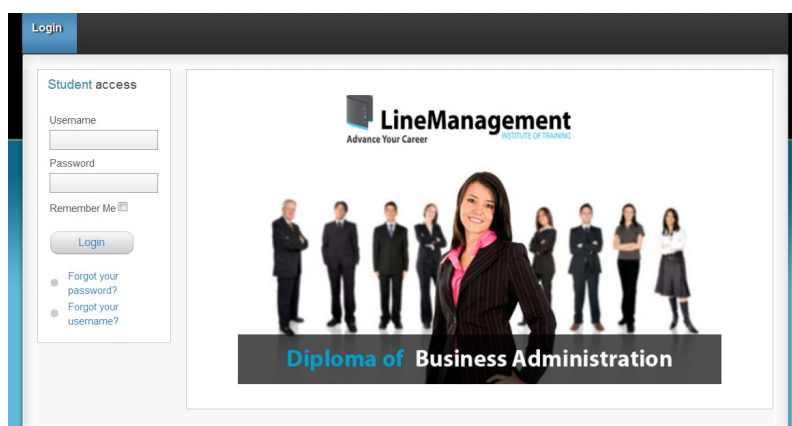 Login
Student access
Username
Password
Remember Me
Login
Forgot your
password?
Forgot your
username?
LineManagement
INSTITUTE OF TRAINING
Advance Your Career
Diploma of Business Administration